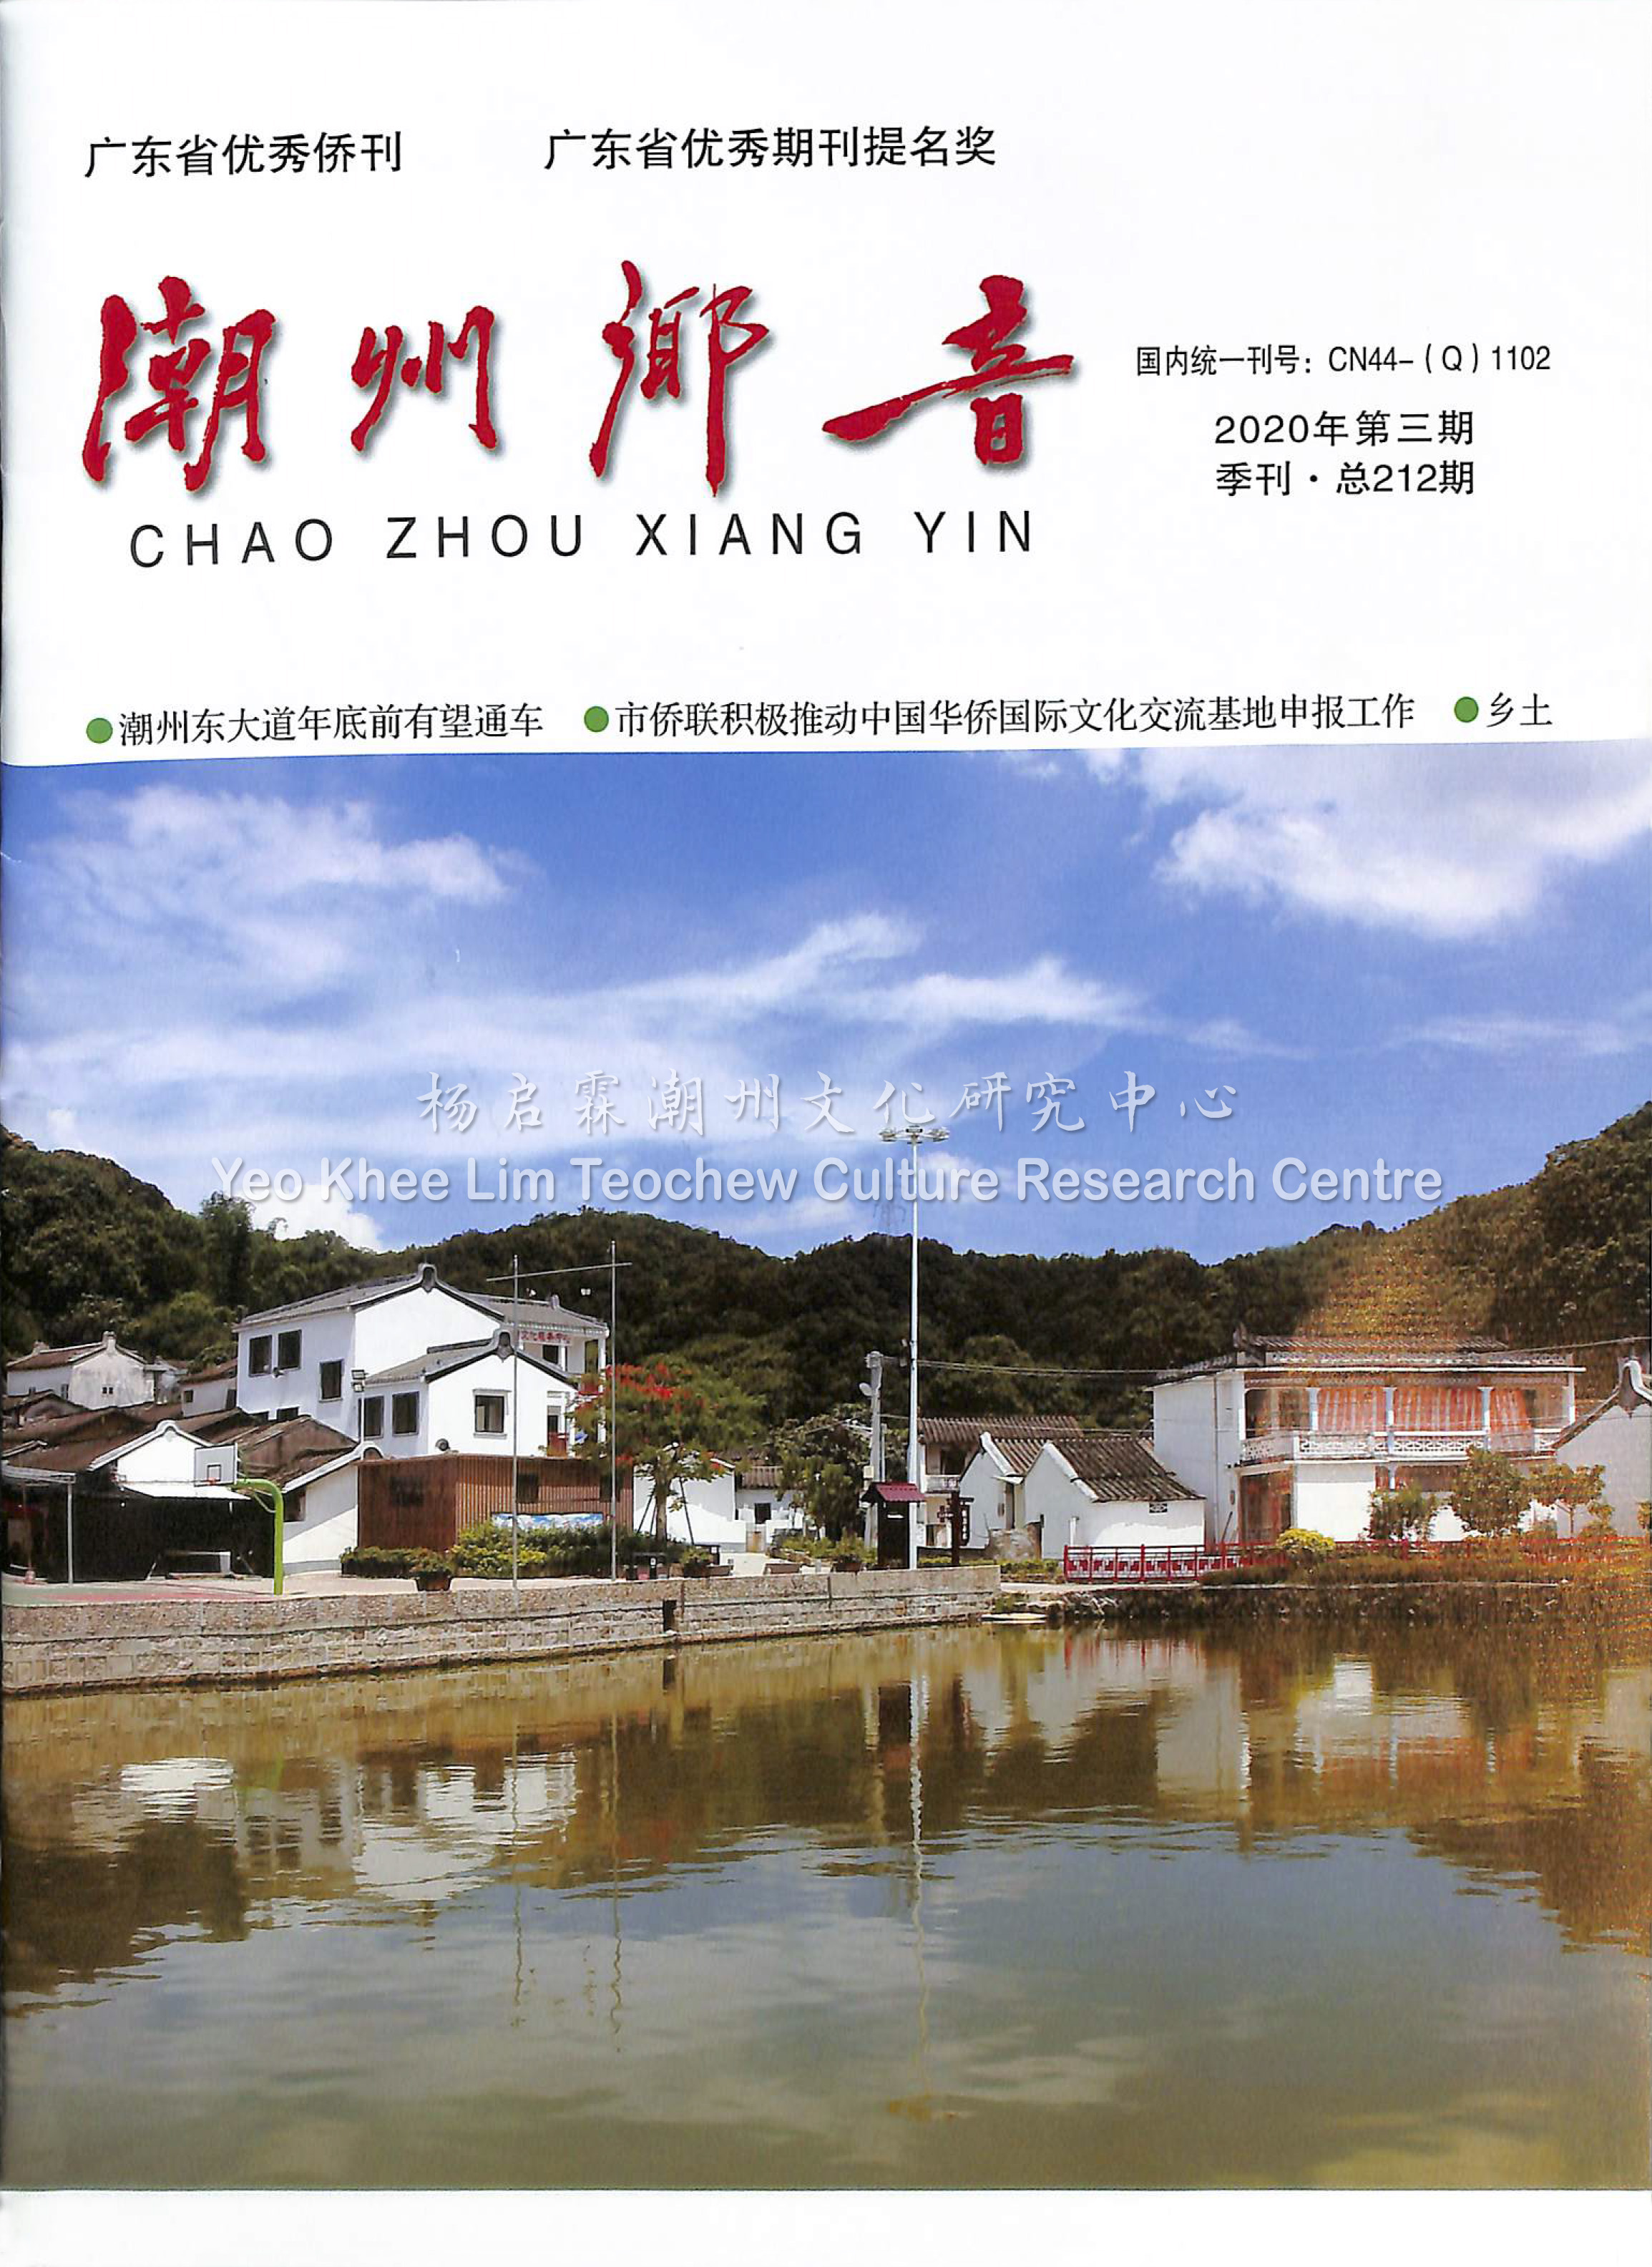 广东省优秀侨刊 广东省优秀期刊提名奖
潮州鄉音
国内统一刊号：CN44-（Q）1102
2020年第三期
季刊·总212期
CHAO ZHOU XIANG YIN
●潮州东大道年底前有望通车 ●市侨联积极推动中国华侨国际文化交流基地申报工作 ●乡土
杨启霖潮州文化研究中心
Yeo Khee Lim Teochew Culture Research Centre